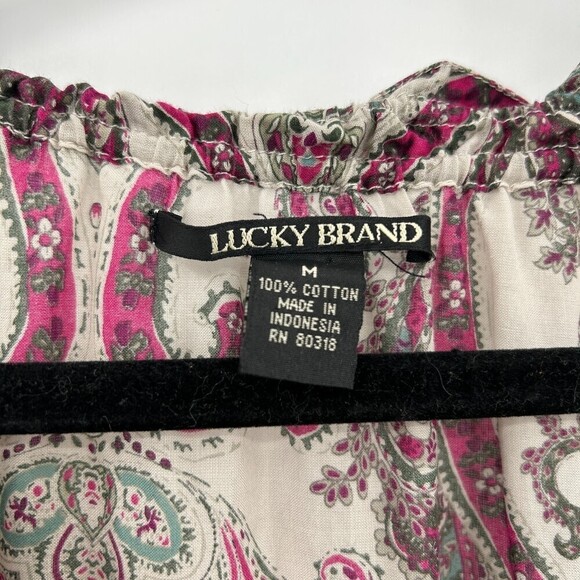 LUCKY BRAND
M
100% COTTON
MADE IN
INDONESIA
RN 80318